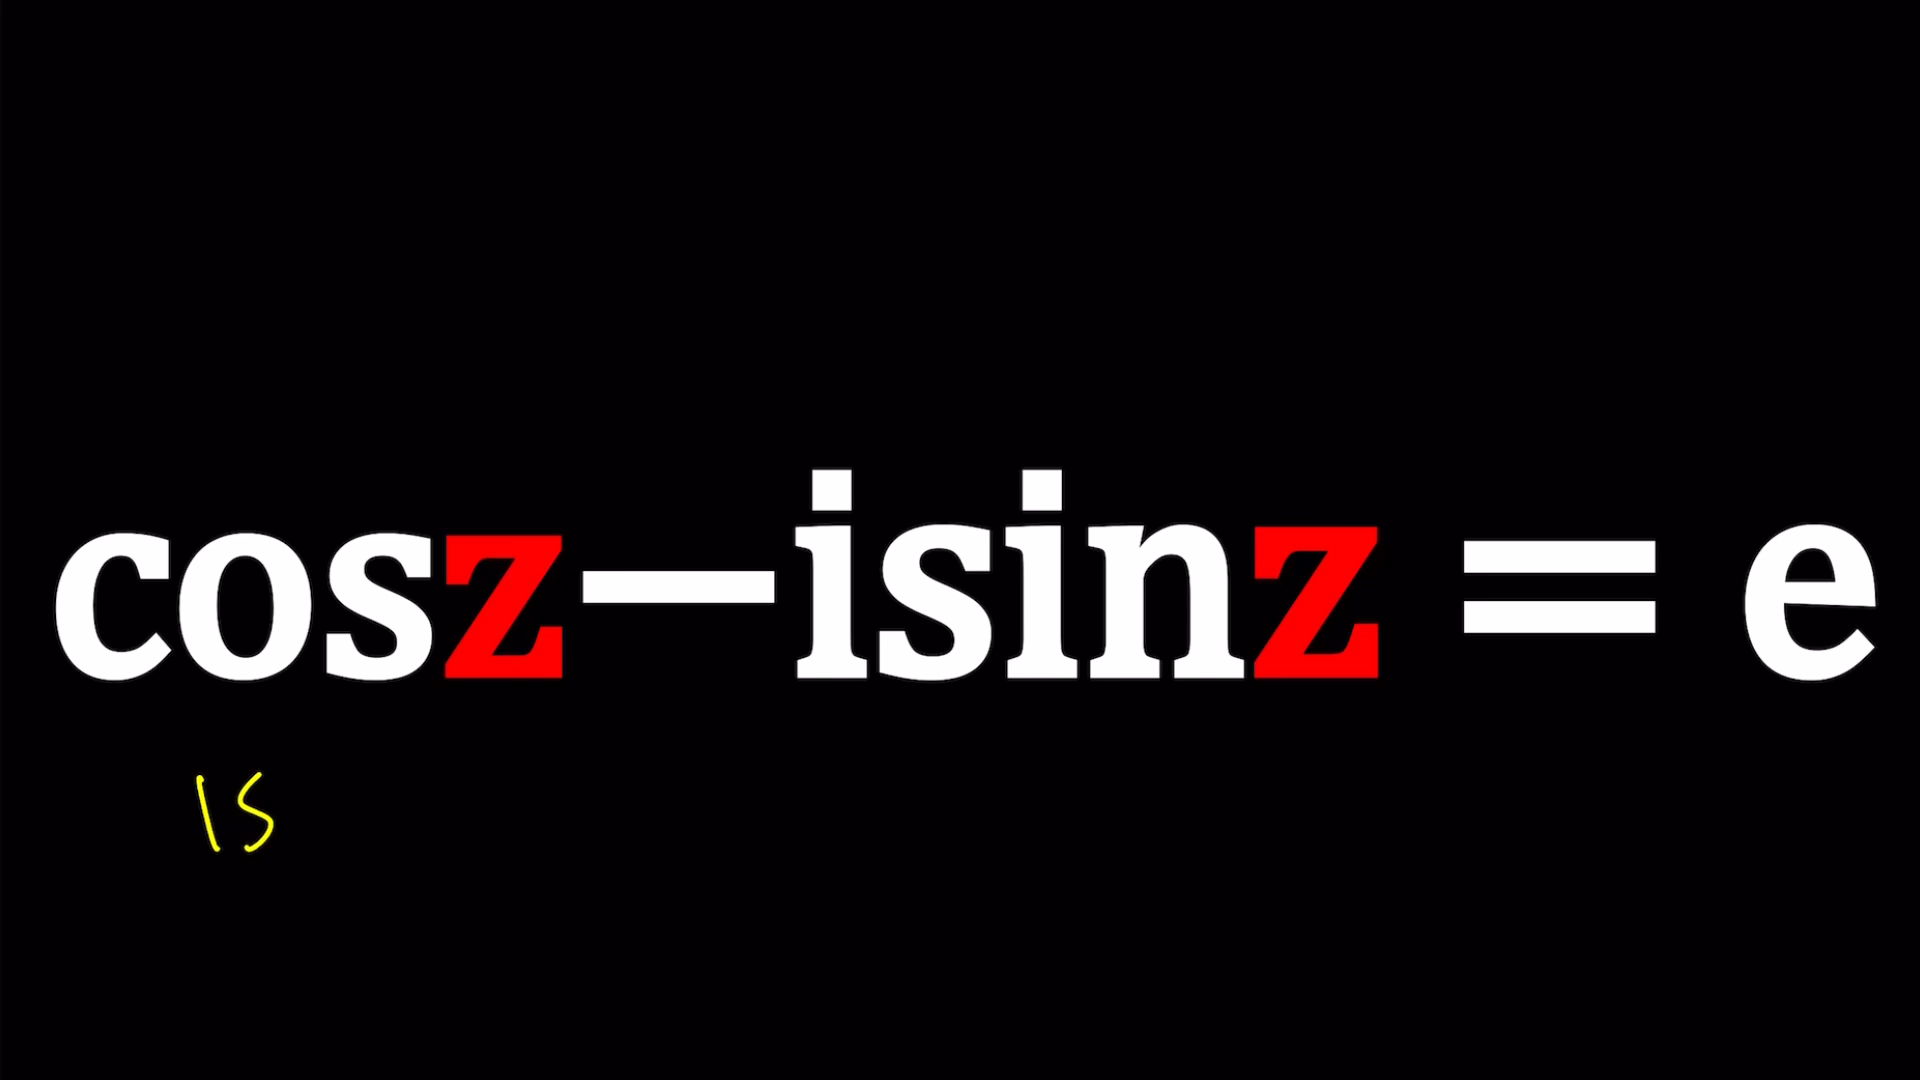 cosz−isinz = e
is